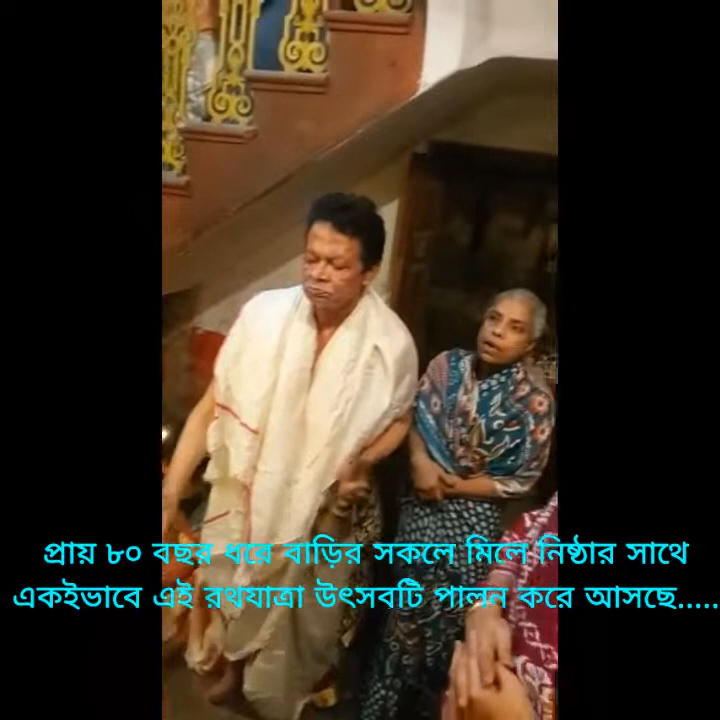 প্রায় ৮০ বছর ধরে বাড়ির সকলে মিলে নিষ্ঠার সাথে
একইভাবে এই রথযাত্রা উৎসবটি পালন করে আসছে.....